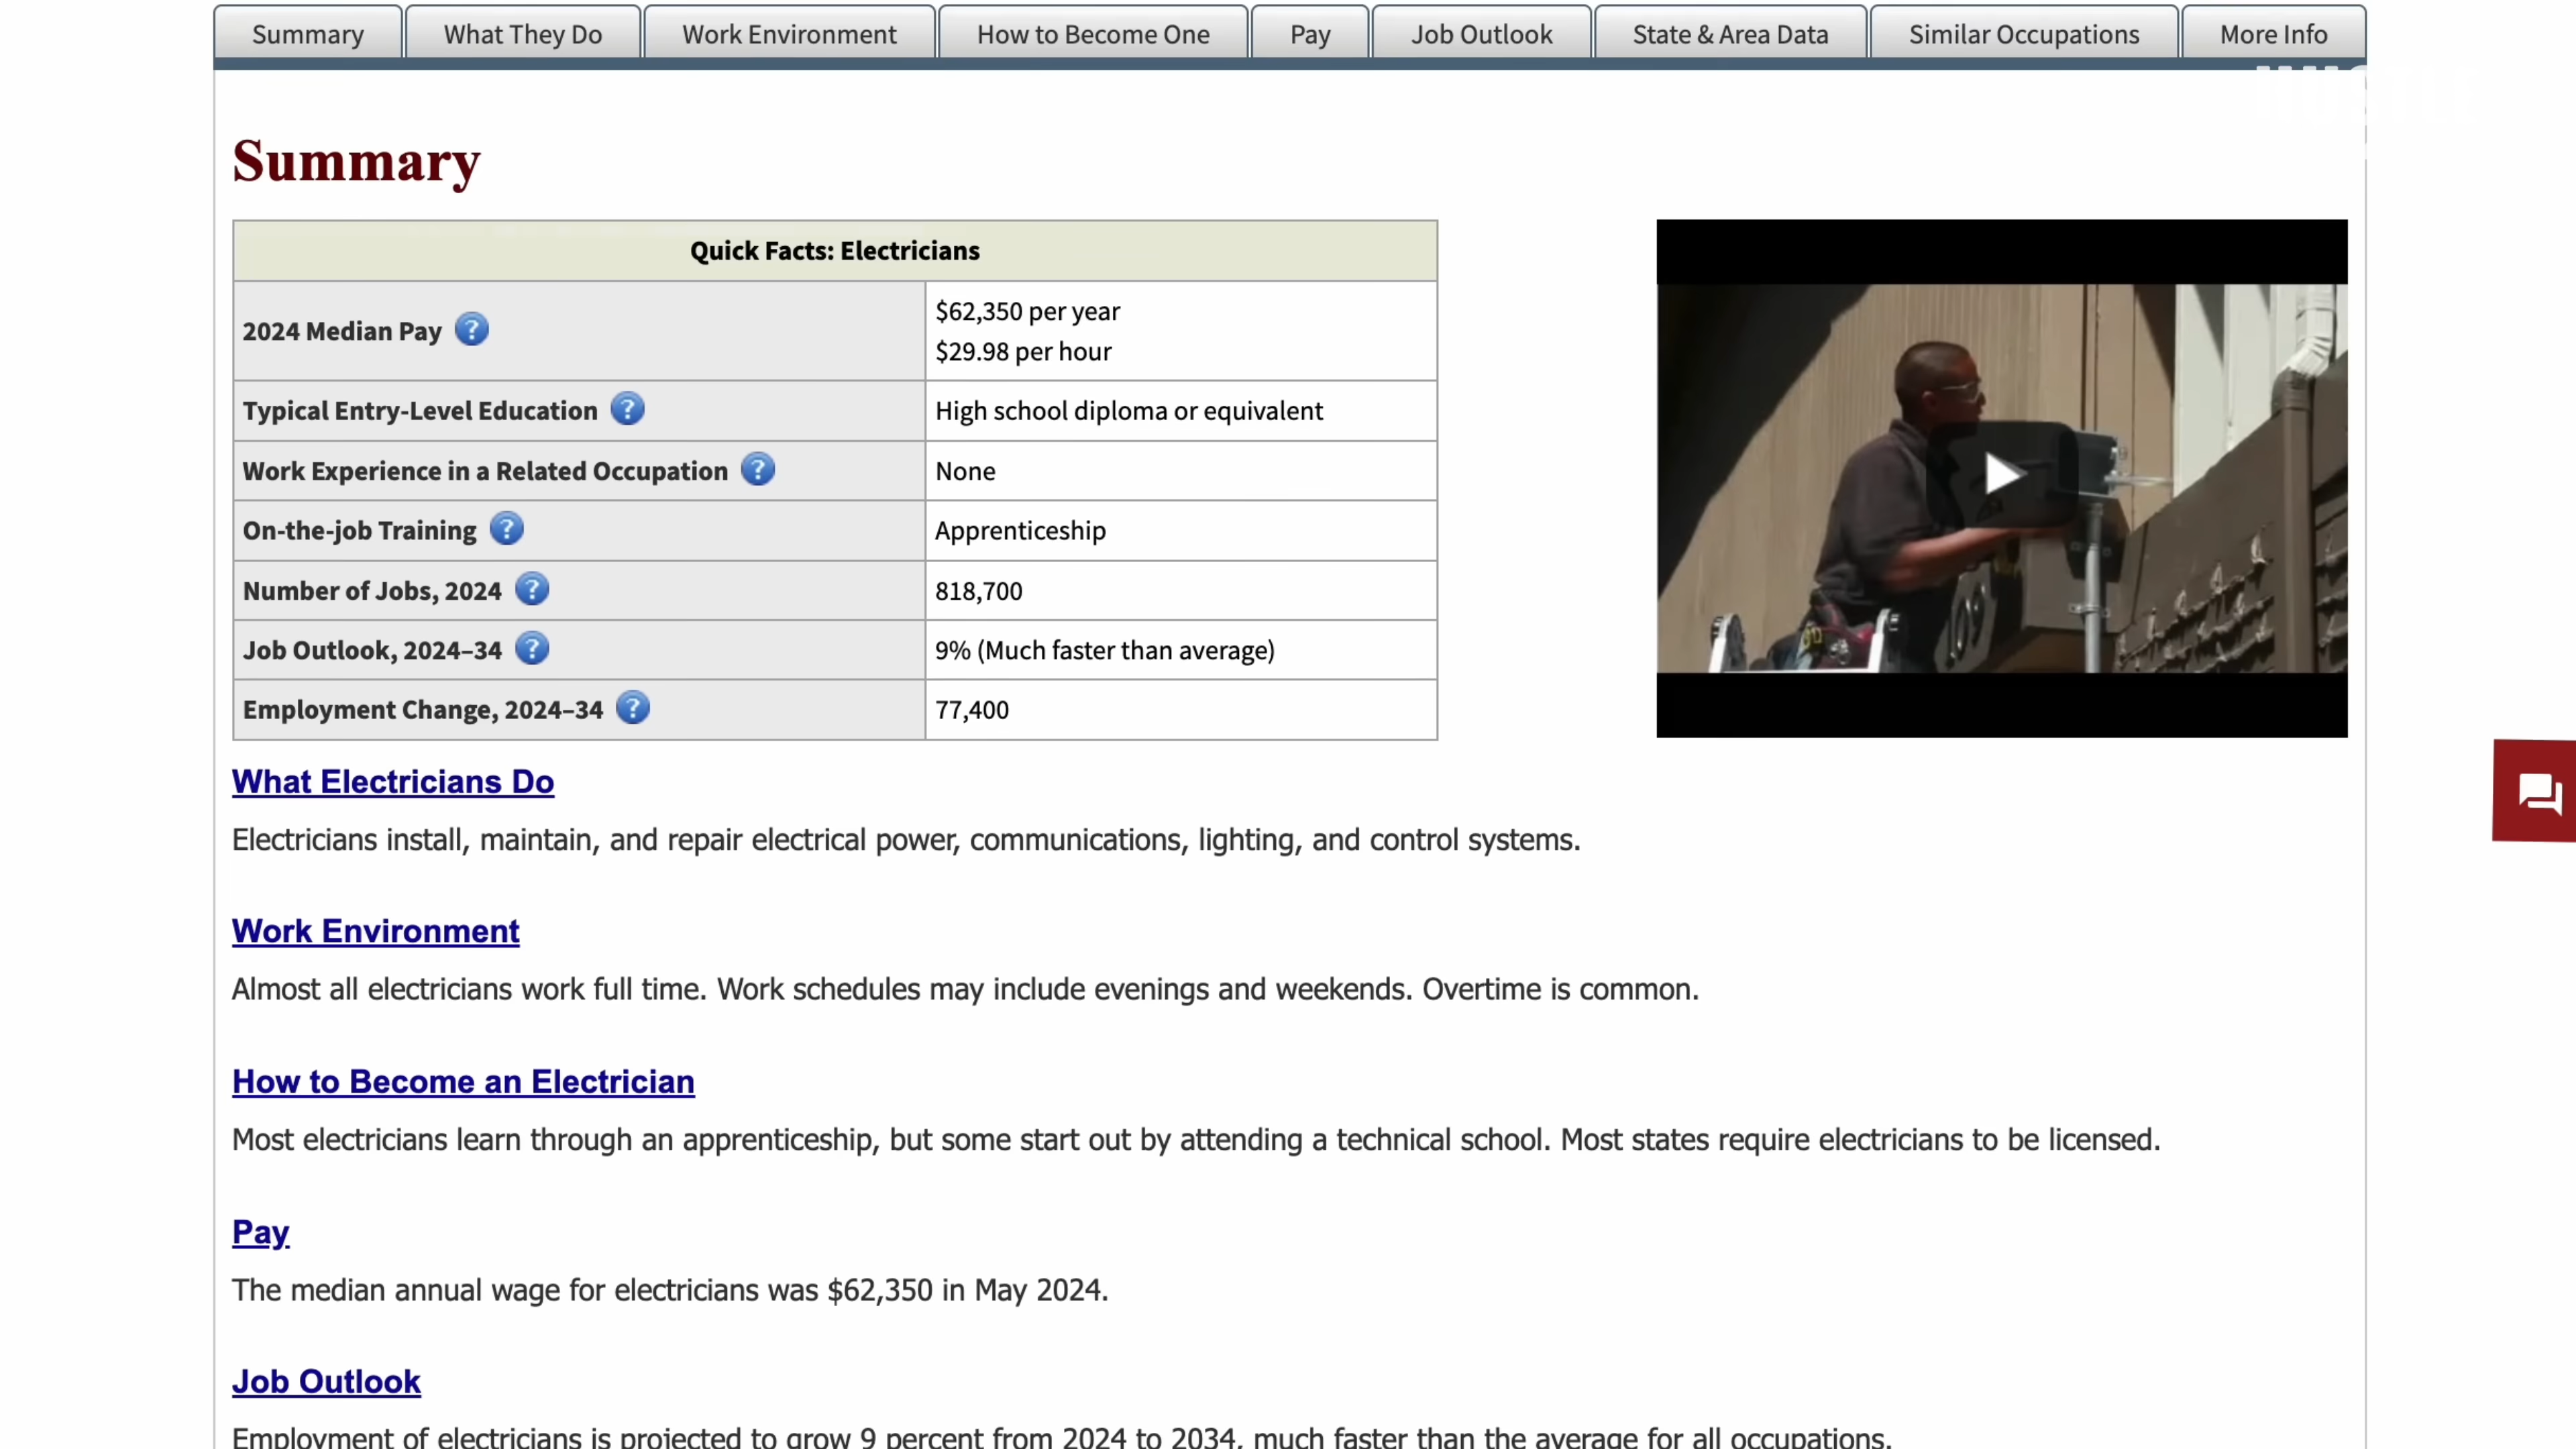 Summary
What They Do
Work Environment
How to Become One
Pay
Job Outlook
State & Area Data
Similar Occupations
More Info
Summary
Quick Facts: Electricians
2024 Median Pay
$62,350 per year
$29.98 per hour
Typical Entry-Level Education
High school diploma or equivalent
Work Experience in a Related Occupation
None
On-the-job Training
Apprenticeship
Number of Jobs, 2024
818,700
Job Outlook, 2024–34
9% (Much faster than average)
Employment Change, 2024–34
77,400
What Electricians Do
Electricians install, maintain, and repair electrical power, communications, lighting, and control systems.
Work Environment
Almost all electricians work full time. Work schedules may include evenings and weekends. Overtime is common.
How to Become an Electrician
Most electricians learn through an apprenticeship, but some start out by attending a technical school. Most states require electricians to be licensed.
Pay
The median annual wage for electricians was $62,350 in May 2024.
Job Outlook
Employment of electricians is projected to grow 9 percent from 2024 to 2034, much faster than the average for all occupations.